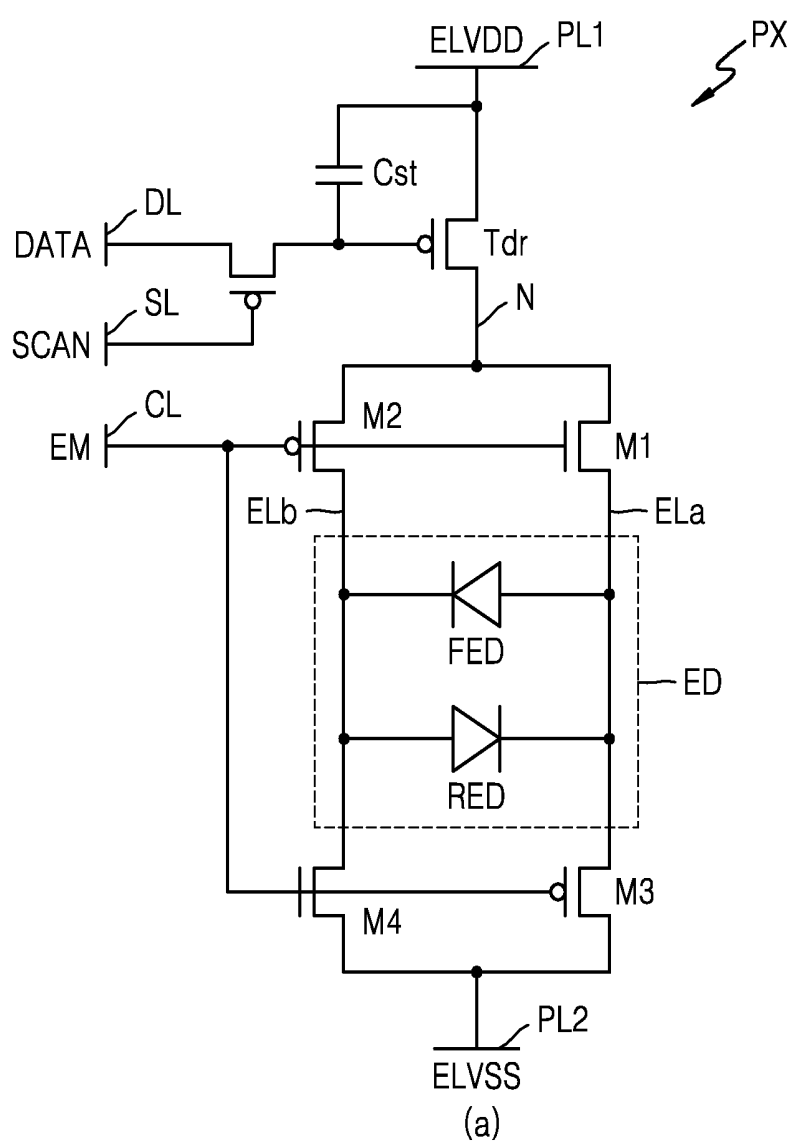 ELVDD
PL1
PX
Cst
DL
DATA
Tdr
SL
N
SCAN
CL
M2
EM
M1
ELb
ELa
FED
ED
RED
M4
M3
PL2
ELVSS
(a)